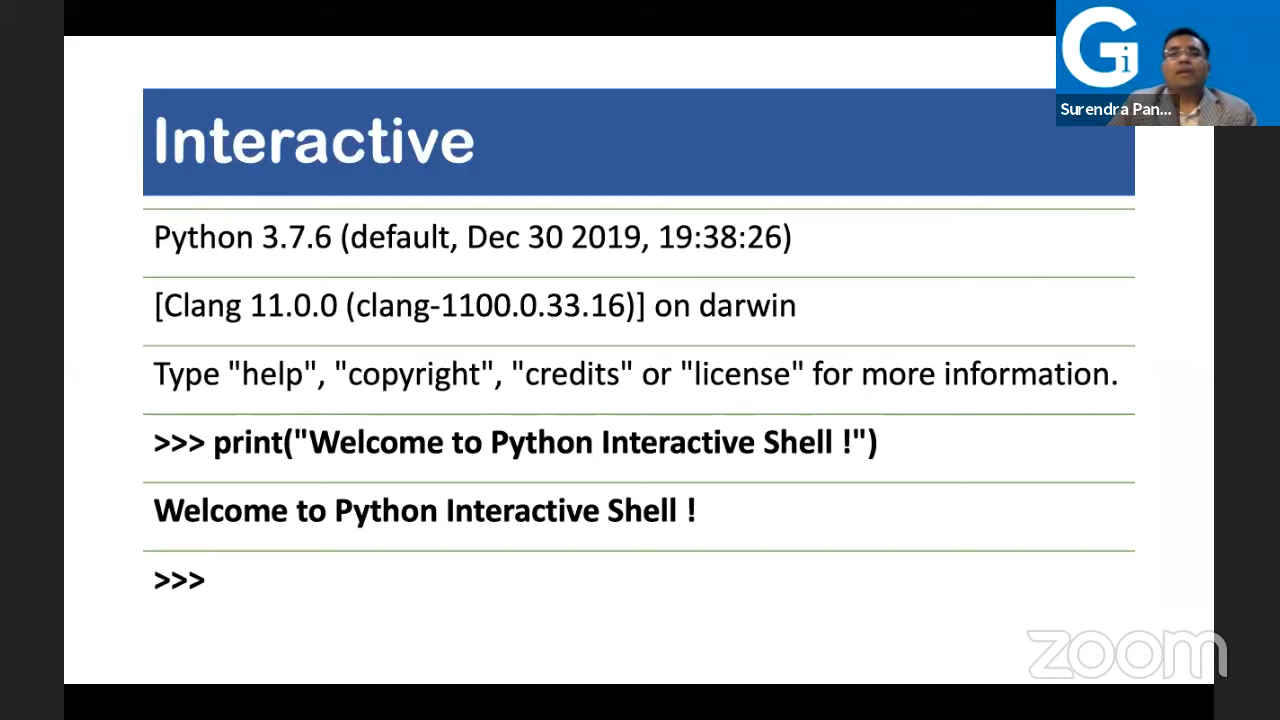 Gi
Surendra Pan...
Interactive
Python 3.7.6 (default, Dec 30 2019, 19:38:26)
[Clang 11.0.0 (clang-1100.0.33.16)] on darwin
Type "help", "copyright", "credits" or "license" for more information.
>>> print("Welcome to Python Interactive Shell !")
Welcome to Python Interactive Shell !
>>>
zoom